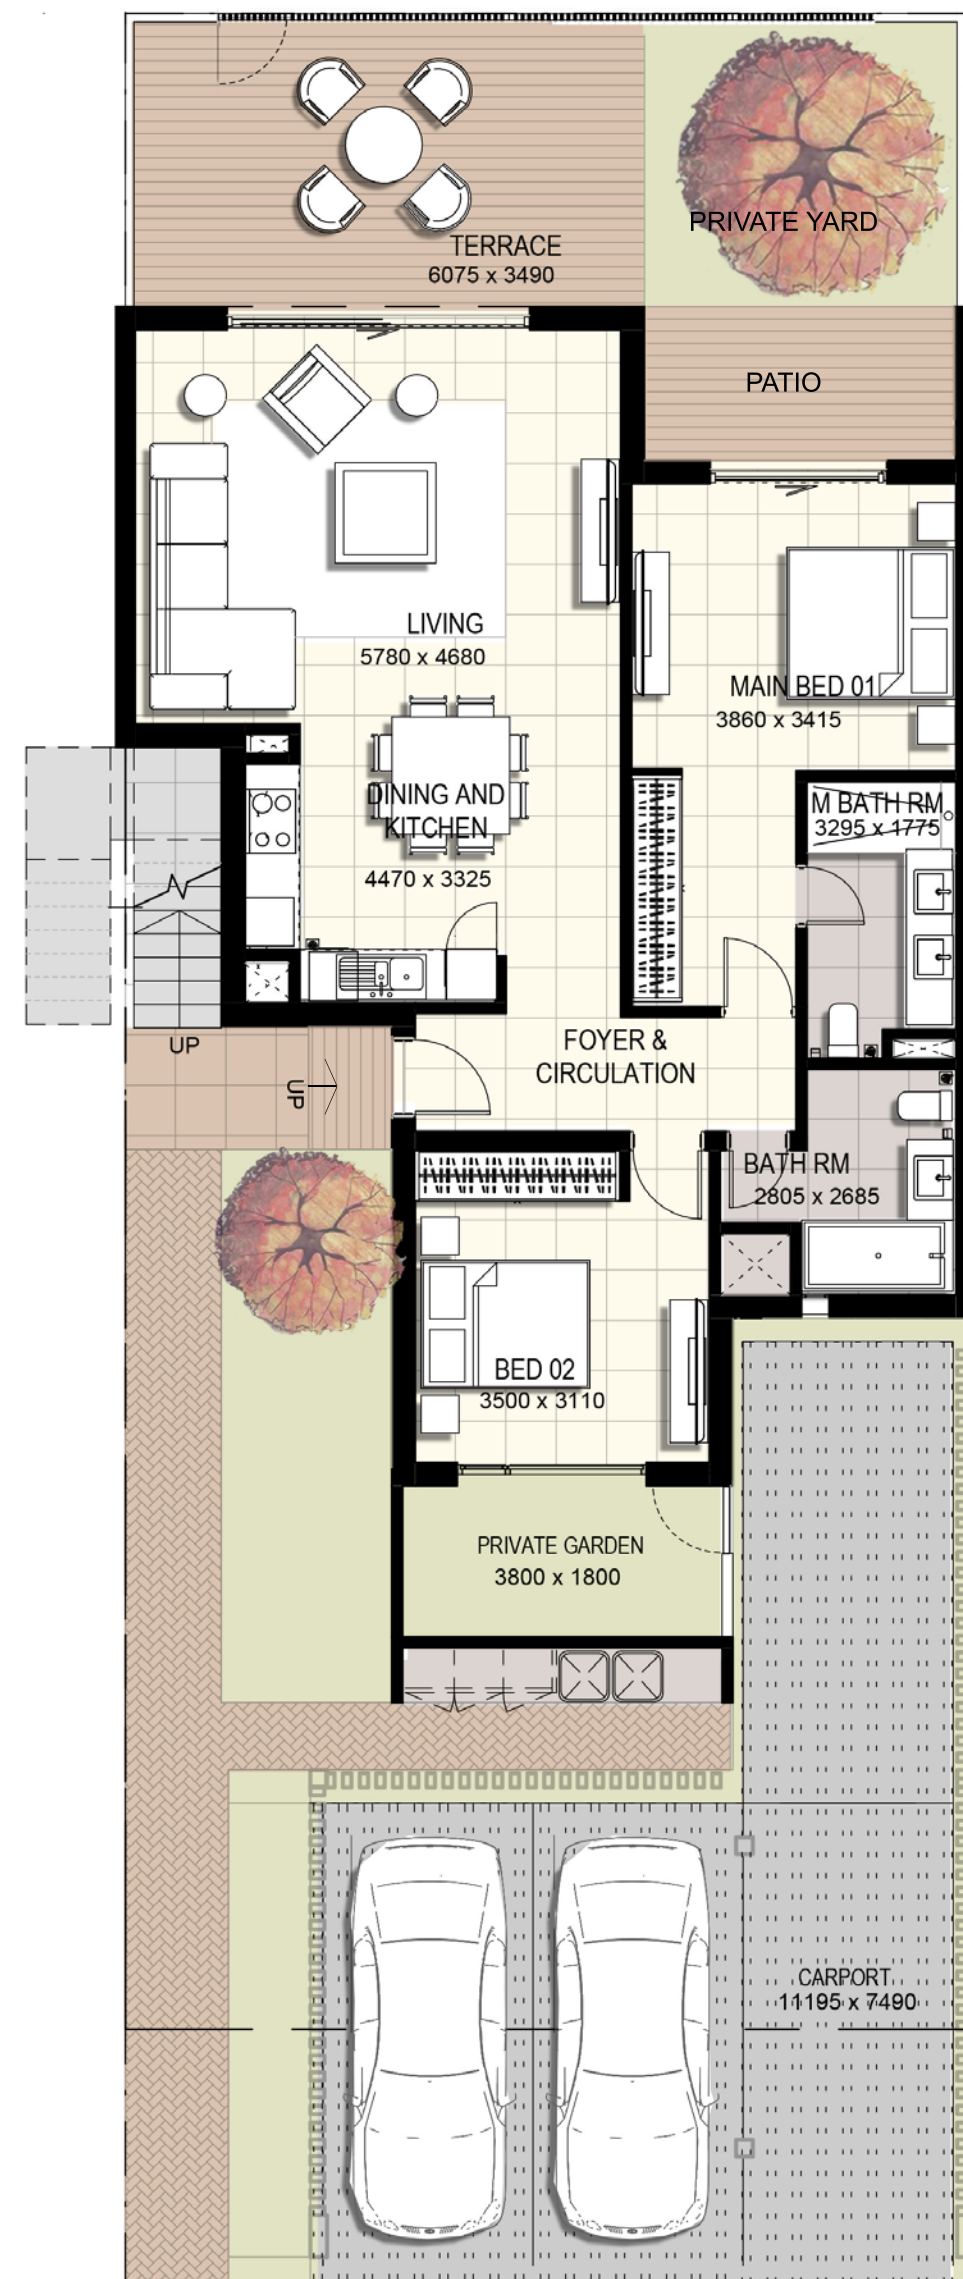 PRIVATE YARD
TERRACE
6075 x 3490
PATIO
LIVING
5780 x 4680
MAIN BED 01
3860 x 3415
DINING AND
KITCHEN
4470 x 3325
M BATH RM
3295 x 1775
FOYER &
CIRCULATION
UP
UP
BATH RM
2805 x 2685
BED 02
3500 x 3110
PRIVATE GARDEN
3800 x 1800
CARPORT
11195 x 7490